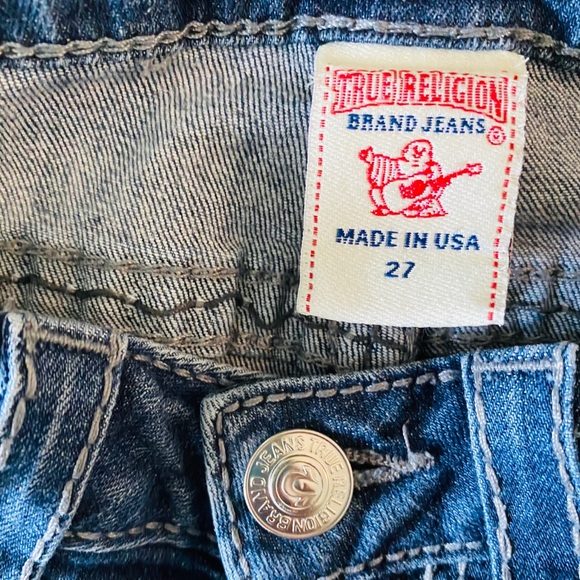 TRUE RELIGION
BRAND JEANS
®
MADE IN USA
27
BRAND JEANS TRUE RELIGION